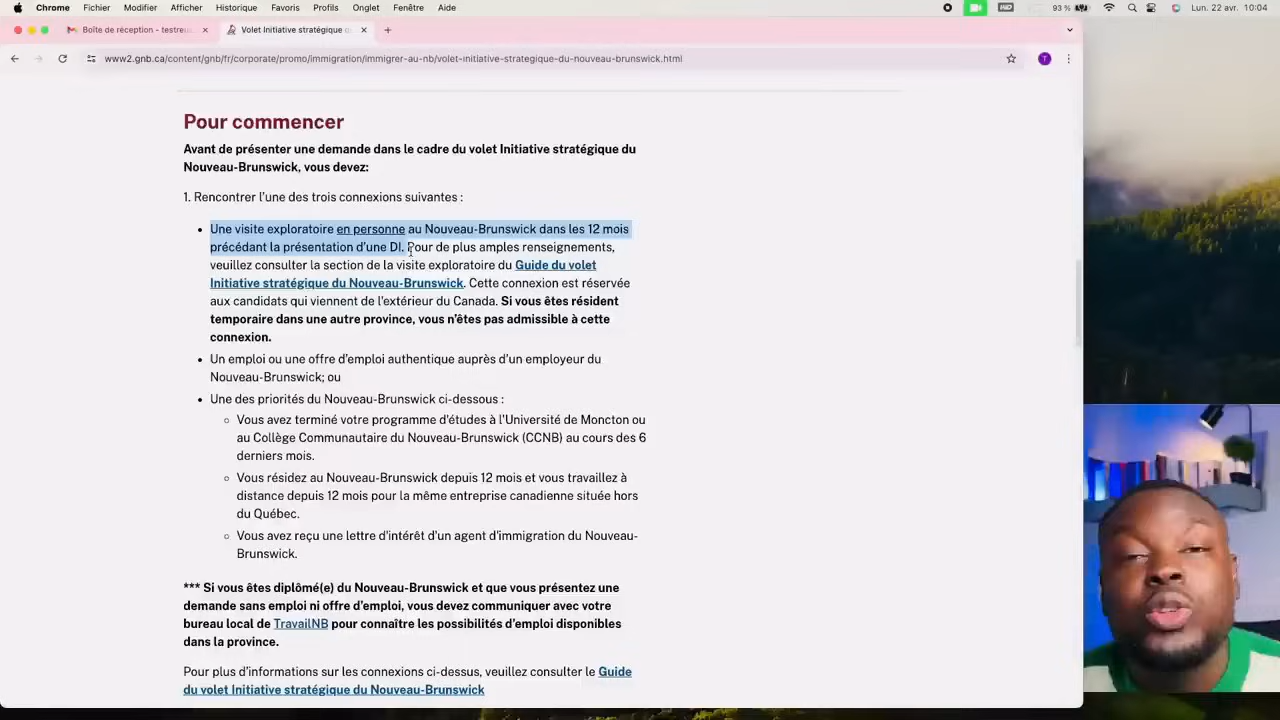 Chrome Fichier Modifier Afficher Historique Favoris Profils Onglet Fenêtre Aide 93 % Lun. 22 avr. 10:04
Boîte de réception - testreu
Volet Initiative stratégique d
www2.gnb.ca/content/gnb/fr/corporate/promo/immigration/immigrer-au-nb/volet-initiative-strategique-du-nouveau-brunswick.html
T
Pour commencer
Avant de présenter une demande dans le cadre du volet Initiative stratégique du
Nouveau-Brunswick, vous devez:
1. Rencontrer l'une des trois connexions suivantes :
• Une visite exploratoire en personne au Nouveau-Brunswick dans les 12 mois
précédant la présentation d'une DI. Pour de plus amples renseignements,
veuillez consulter la section de la visite exploratoire du Guide du volet
Initiative stratégique du Nouveau-Brunswick. Cette connexion est réservée
aux candidats qui viennent de l'extérieur du Canada. Si vous êtes résident
temporaire dans une autre province, vous n'êtes pas admissible à cette
connexion.
• Un emploi ou une offre d'emploi authentique auprès d'un employeur du
Nouveau-Brunswick; ou
• Une des priorités du Nouveau-Brunswick ci-dessous :
○ Vous avez terminé votre programme d'études à l'Université de Moncton ou
au Collège Communautaire du Nouveau-Brunswick (CCNB) au cours des 6
derniers mois.
○ Vous résidez au Nouveau-Brunswick depuis 12 mois et vous travaillez à
distance depuis 12 mois pour la même entreprise canadienne située hors
du Québec.
○ Vous avez reçu une lettre d'intérêt d'un agent d'immigration du Nouveau-
Brunswick.
*** Si vous êtes diplômé(e) du Nouveau-Brunswick et que vous présentez une
demande sans emploi ni offre d'emploi, vous devez communiquer avec votre
bureau local de TravailNB pour connaître les possibilités d'emploi disponibles
dans la province.
Pour plus d'informations sur les connexions ci-dessus, veuillez consulter le Guide
du volet Initiative stratégique du Nouveau-Brunswick